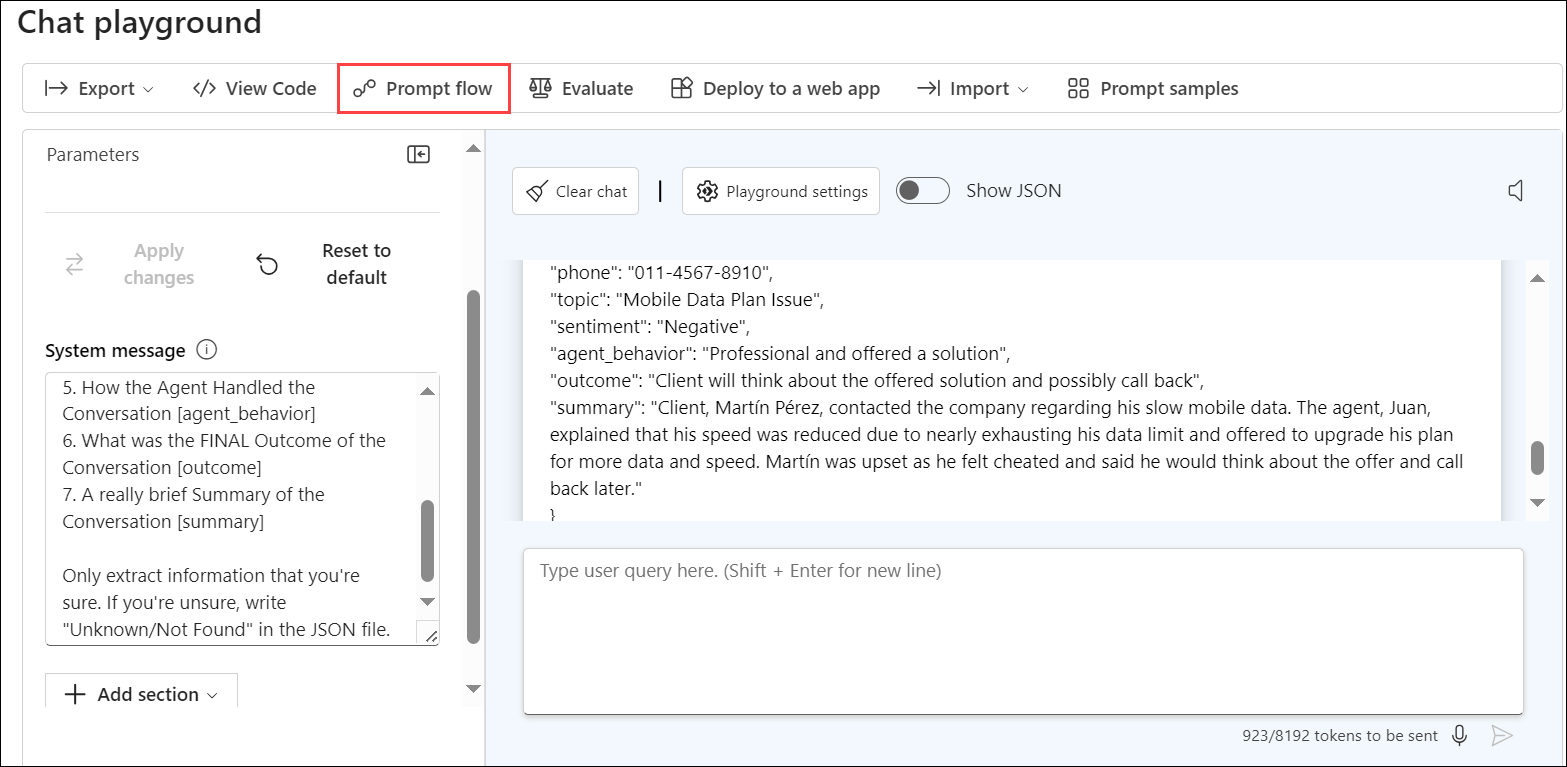 Chat playground
Export
View Code
Prompt flow
Evaluate
Deploy to a web app
Import
Prompt samples
Parameters
Apply
changes
Reset to
default
System message
5. How the Agent Handled the
Conversation [agent_behavior]
6. What was the FINAL Outcome of the
Conversation [outcome]
7. A really brief Summary of the
Conversation [summary]
Only extract information that you're
sure. If you're unsure, write
"Unknown/Not Found" in the JSON file.
Add section
Clear chat
Playground settings
Show JSON
"phone": "011-4567-8910",
"topic": "Mobile Data Plan Issue",
"sentiment": "Negative",
"agent_behavior": "Professional and offered a solution",
"outcome": "Client will think about the offered solution and possibly call back",
"summary": "Client, Martín Pérez, contacted the company regarding his slow mobile data. The agent, Juan,
explained that his speed was reduced due to nearly exhausting his data limit and offered to upgrade his plan
for more data and speed. Martín was upset as he felt cheated and said he would think about the offer and call
back later."
}
Type user query here. (Shift + Enter for new line)
923/8192 tokens to be sent